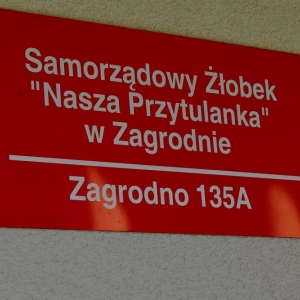 Samorządowy Żłobek
"Nasza Przytulanka"
w Zagrodnie
Zagrodno 135A